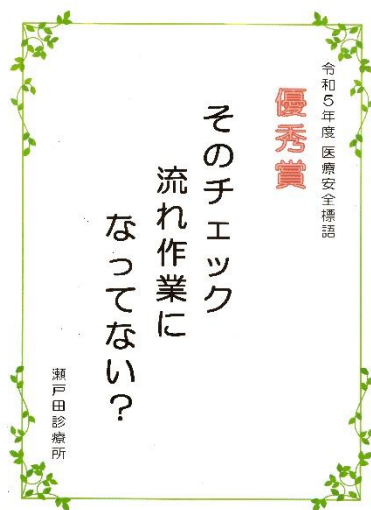 令和5年度 医療安全標語
優秀賞
そのチェック
流れ作業に
なってない?
瀬戸田診療所